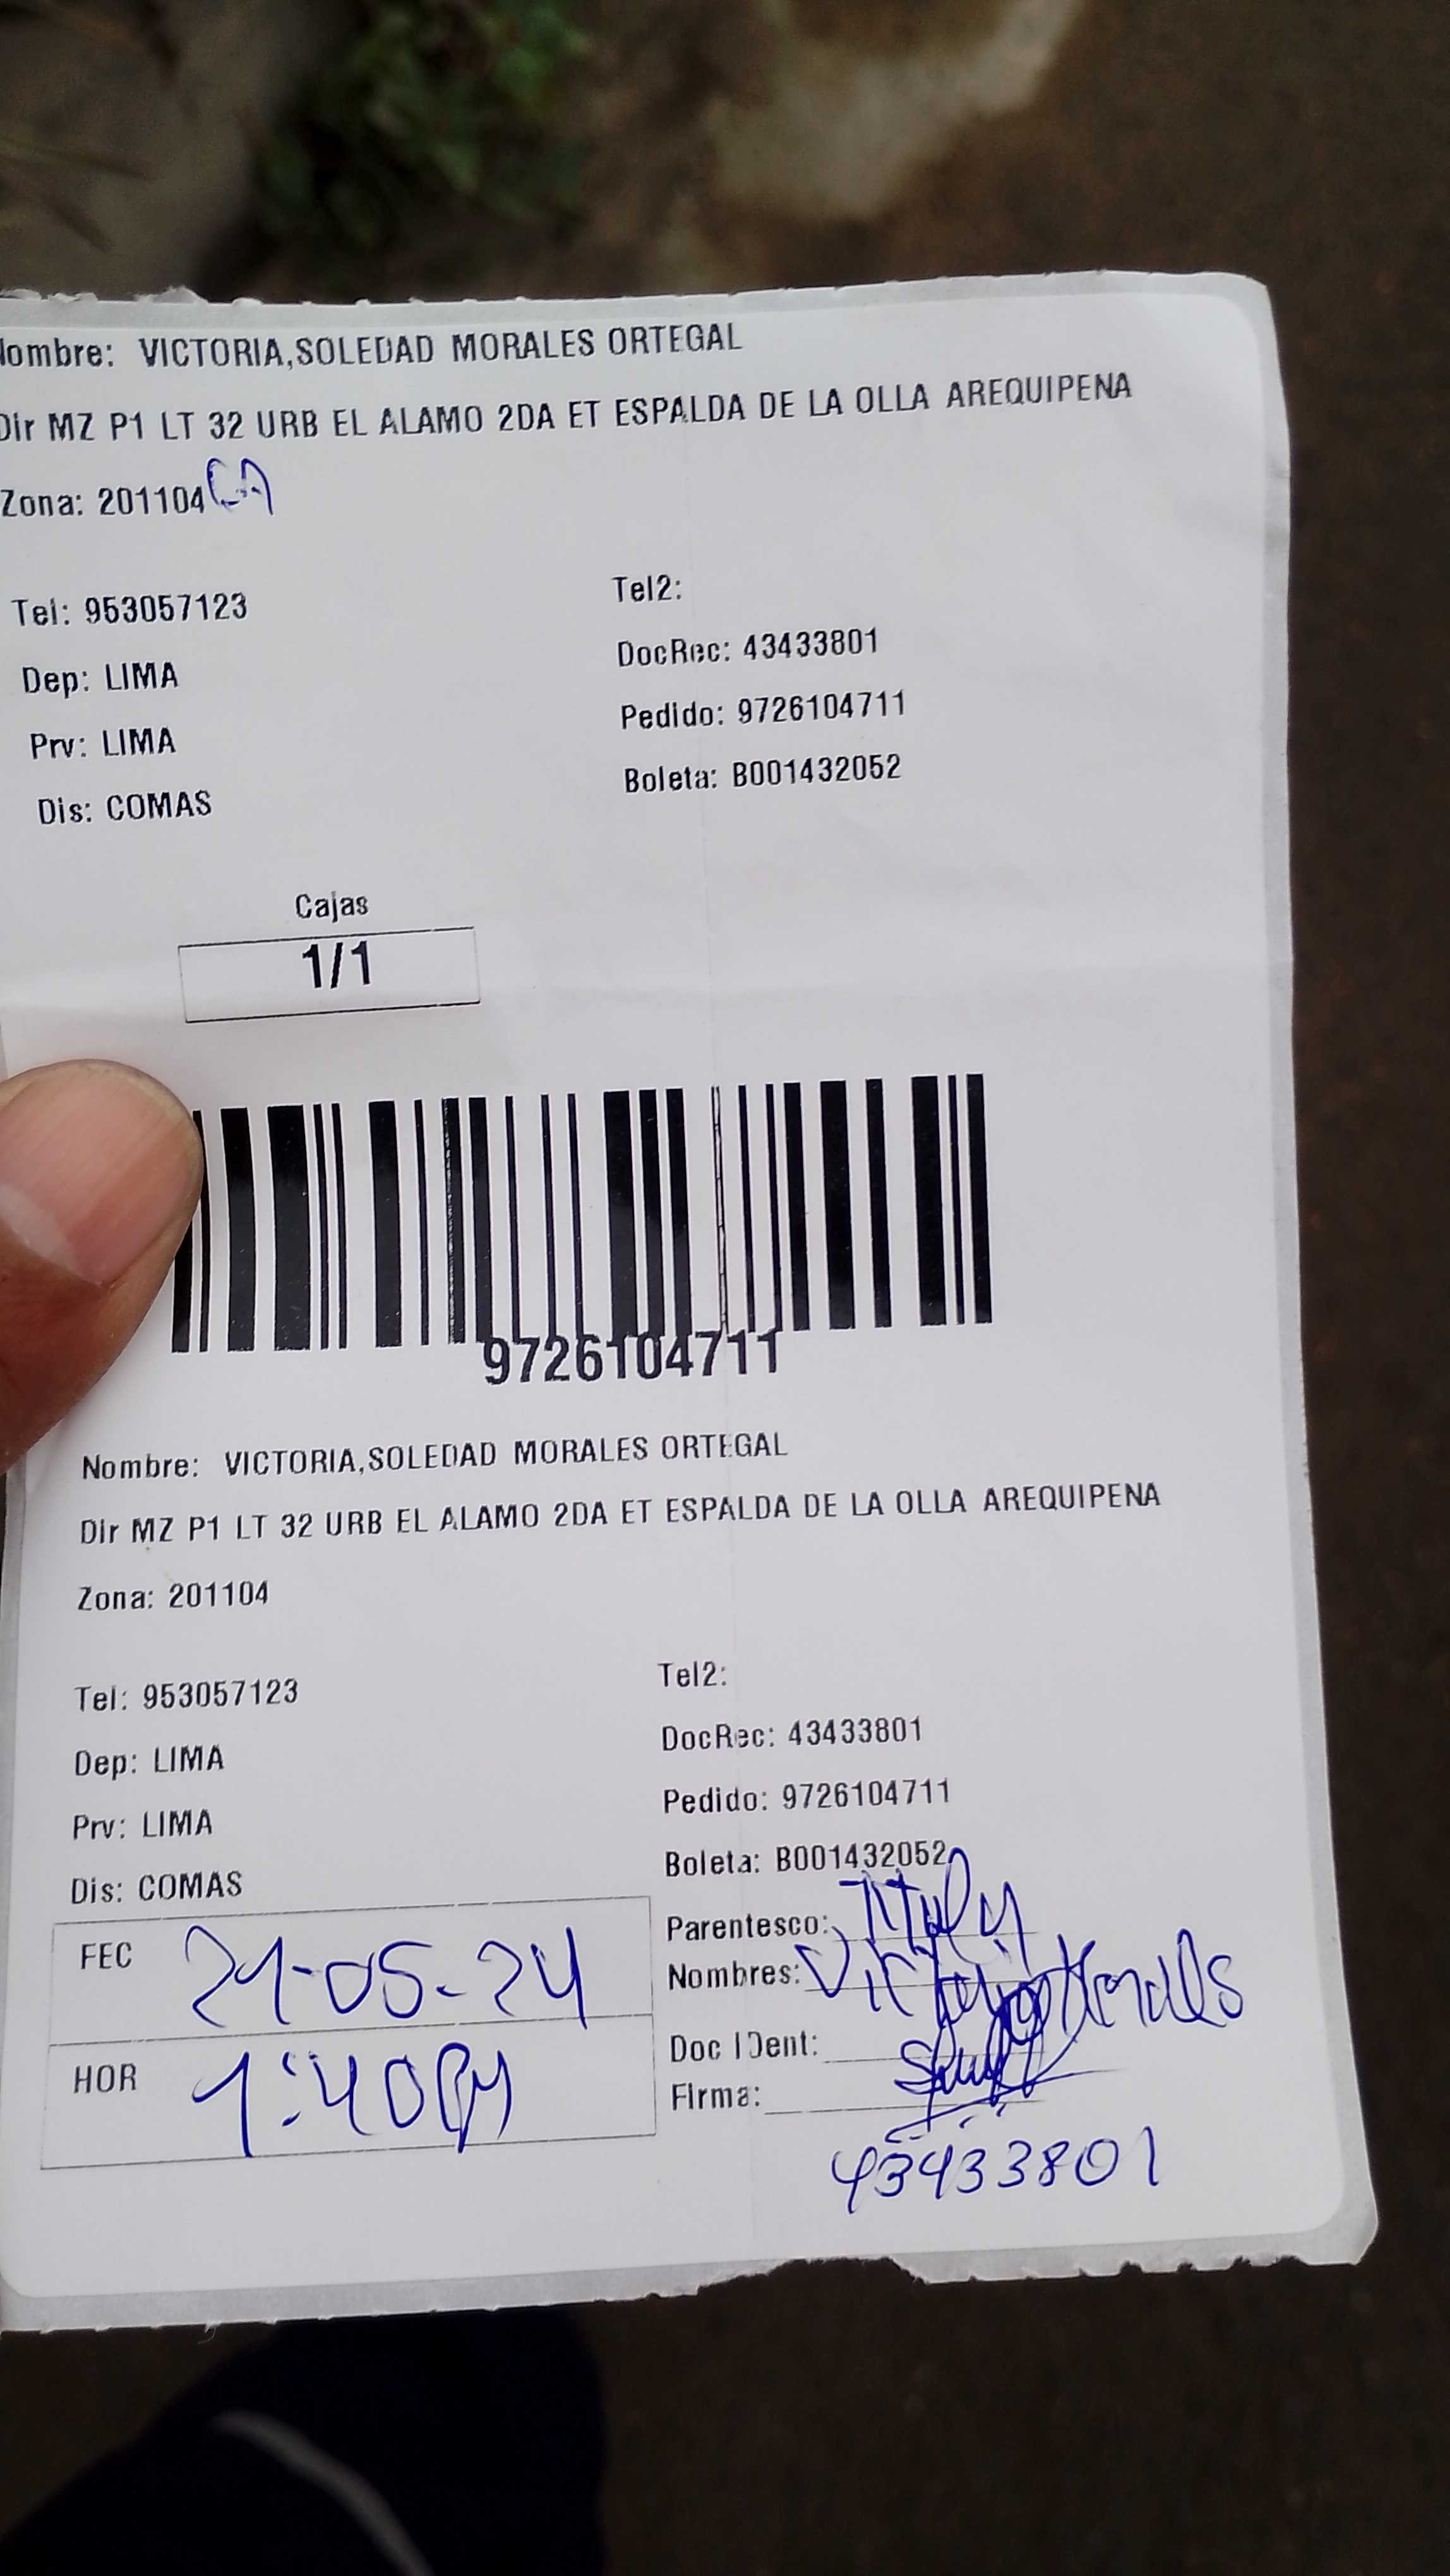 Nombre: VICTORIA,SOLEDAD MORALES ORTEGAL
Dir MZ P1 LT 32 URB EL ALAMO 2DA ET ESPALDA DE LA OLLA AREQUIPENA
Zona: 201104 CA
Tel: 953057123 Tel2:
Dep: LIMA DocRec: 43433801
Prv: LIMA Pedido: 9726104711
Dis: COMAS Boleta: B001432052
Cajas
1/1
9726104711
Nombre: VICTORIA,SOLEDAD MORALES ORTEGAL
Dir MZ P1 LT 32 URB EL ALAMO 2DA ET ESPALDA DE LA OLLA AREQUIPENA
Zona: 201104
Tel: 953057123 Tel2:
Dep: LIMA DocRec: 43433801
Prv: LIMA Pedido: 9726104711
Dis: COMAS Boleta: B001432052
FEC 21-05-24 Parentesco:
Nombres: Victoria Morales
HOR 1:40PM Doc IDent:
Firma:
43433801